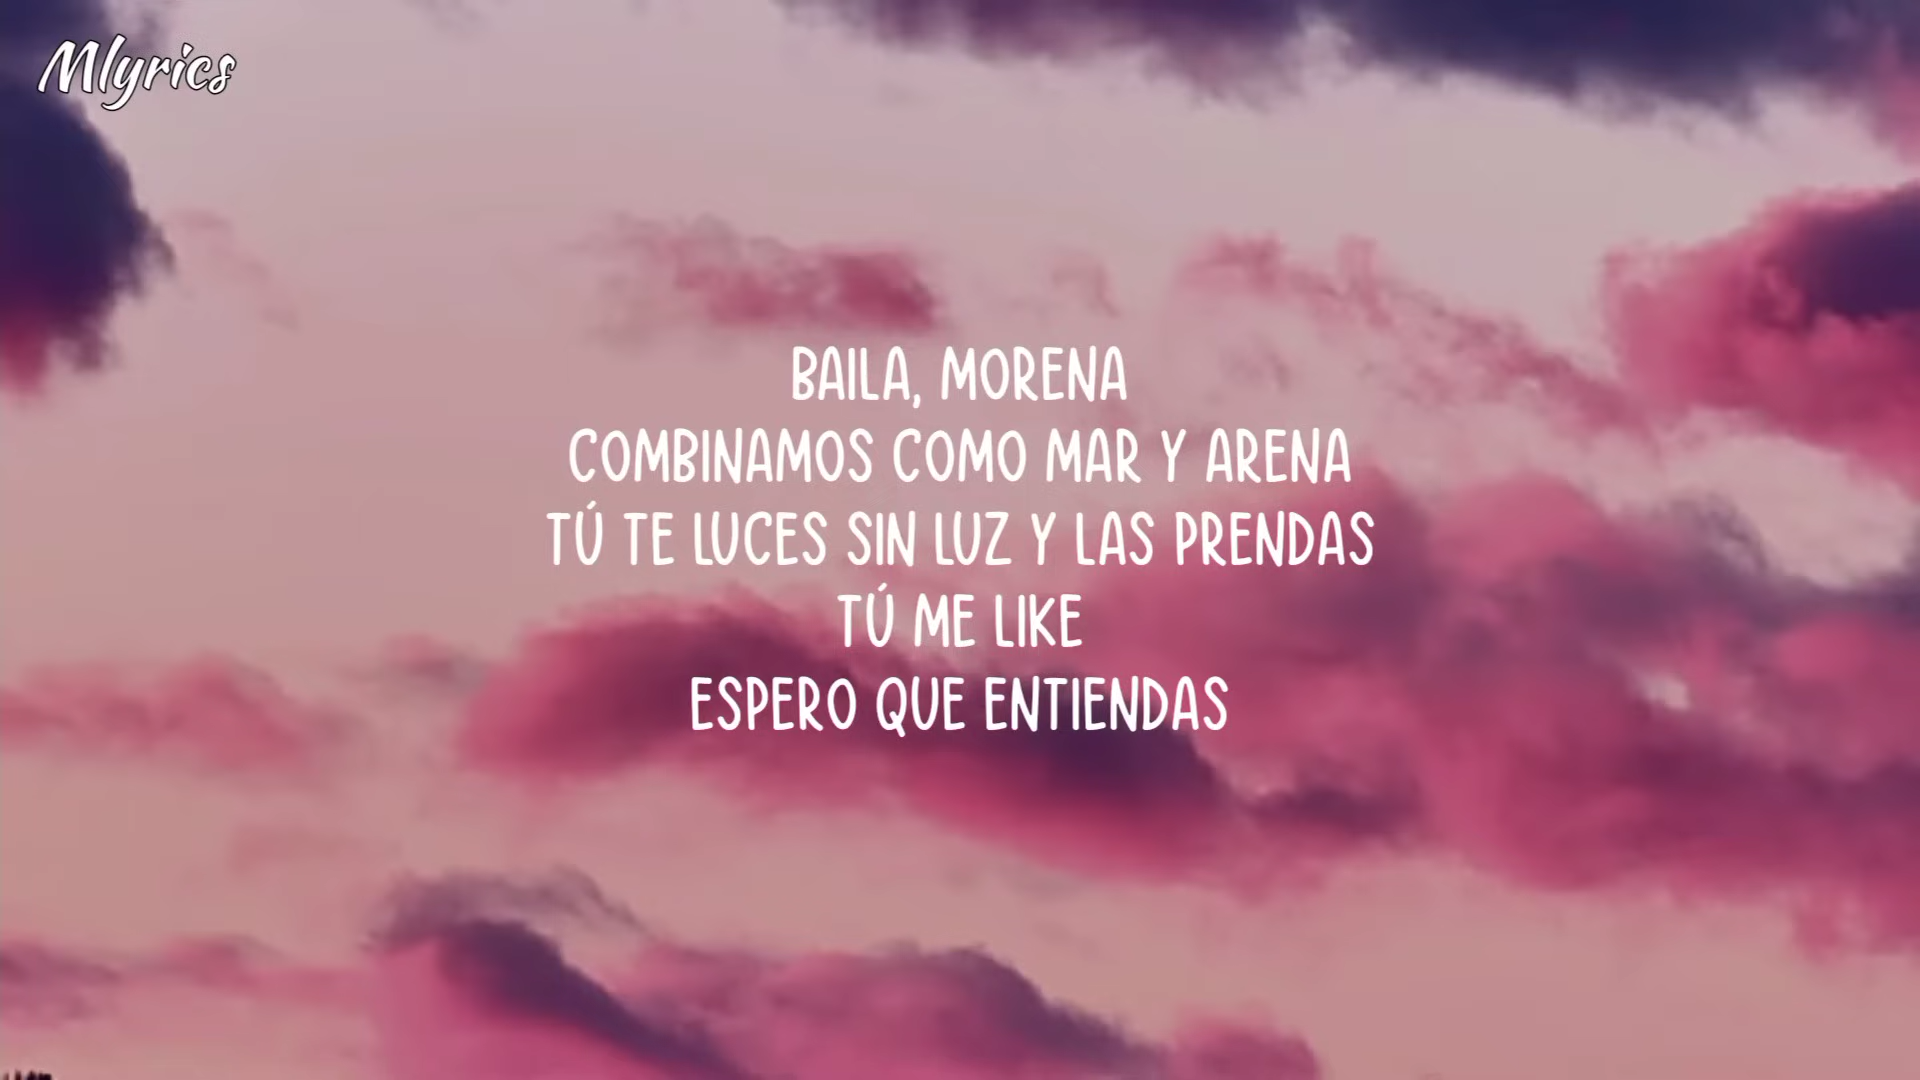 Mlyrics
BAILA, MORENA
COMBINAMOS COMO MAR Y ARENA
TÚ TE LUCES SIN LUZ Y LAS PRENDAS
TÚ ME LIKE
ESPERO QUE ENTIENDAS